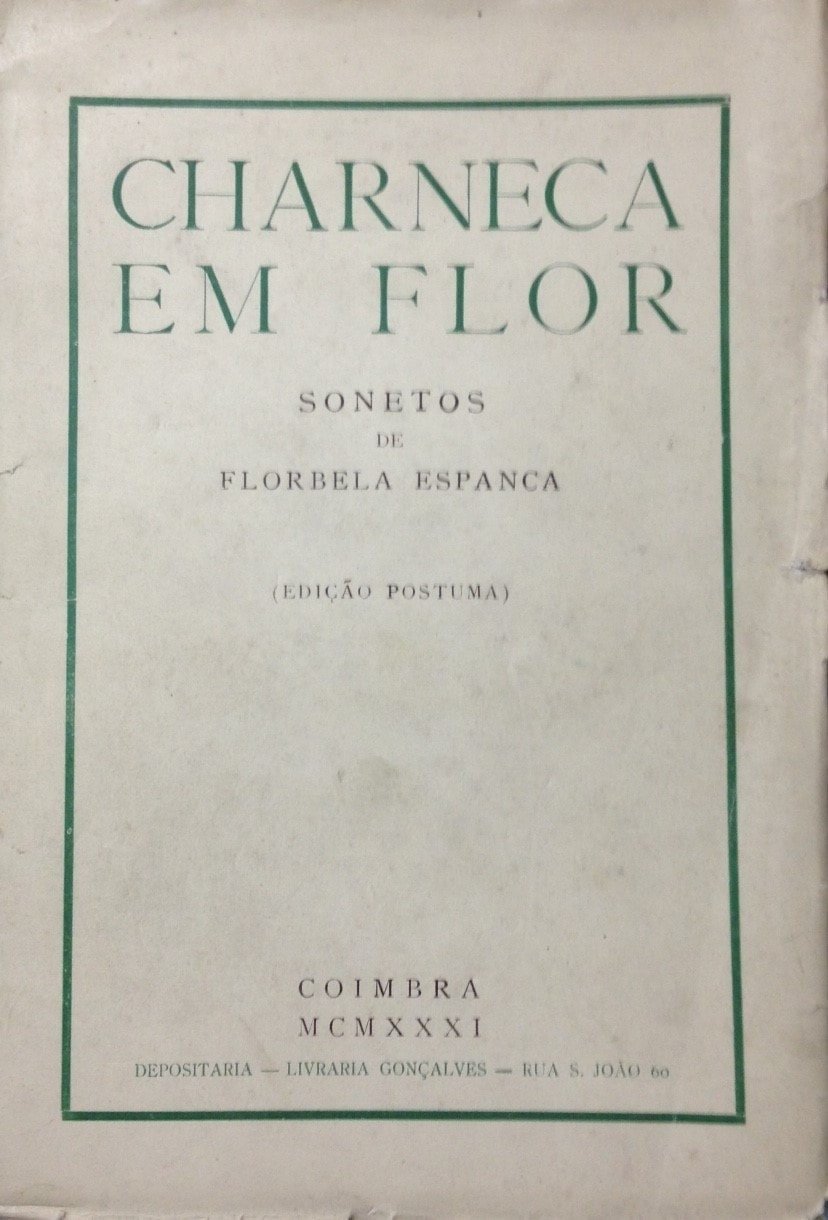 CHARNECA
EM FLOR
SONETOS
DE
FLORBELA ESPANCA
(EDIÇÃO POSTUMA)
COIMBRA
MCMXXXI
DEPOSITARIA — LIVRARIA GONÇALVES — RUA S. JOÃO 60